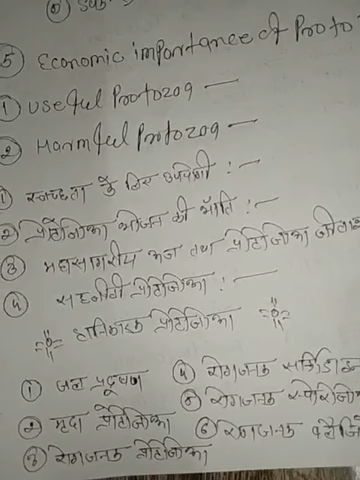 ⑤ Economic importance of Proto
① Useful Protozoa —
② Harmful Protozoa —
① स्वच्छता के लिए उपयोगी :-
② प्रोटोजोआ भोजन की भाँति :-
③ महासागरीय कीचड़ तथा प्रोटोजोआ
④ सहजीवी प्रोटोजोआ :-
हानिकारक प्रोटोजोआ
① जल प्रदूषण ④ रोगजनक
② मृदा प्रोटोजोआ ⑤ रोगजनक
③ रोगजनक प्रोटोजोआ ⑥ रोगजनक